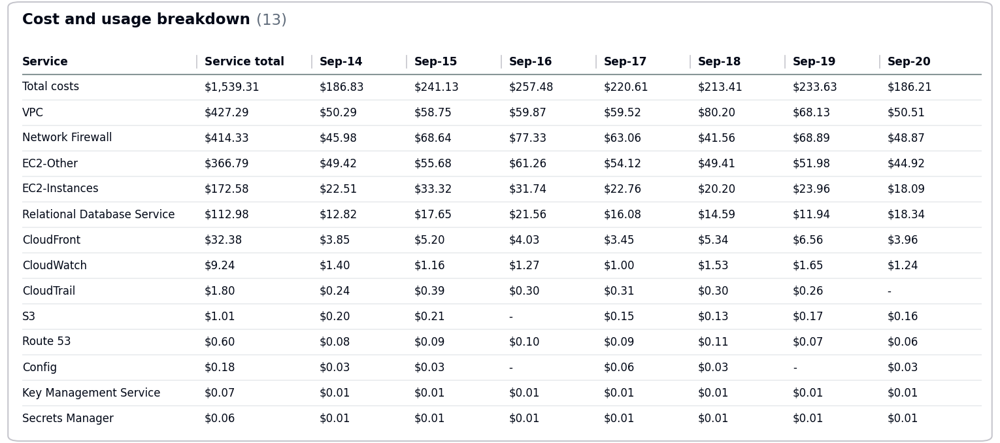 Cost and usage breakdown (13)
Service Service total Sep-14 Sep-15 Sep-16 Sep-17 Sep-18 Sep-19 Sep-20
Total costs $1,539.31 $186.83 $241.13 $257.48 $220.61 $213.41 $233.63 $186.21
VPC $427.29 $50.29 $58.75 $59.87 $59.52 $80.20 $68.13 $50.51
Network Firewall $414.33 $45.98 $68.64 $77.33 $63.06 $41.56 $68.89 $48.87
EC2-Other $366.79 $49.42 $55.68 $61.26 $54.12 $49.41 $51.98 $44.92
EC2-Instances $172.58 $22.51 $33.32 $31.74 $22.76 $20.20 $23.96 $18.09
Relational Database Service $112.98 $12.82 $17.65 $21.56 $16.08 $14.59 $11.94 $18.34
CloudFront $32.38 $3.85 $5.20 $4.03 $3.45 $5.34 $6.56 $3.96
CloudWatch $9.24 $1.40 $1.16 $1.27 $1.00 $1.53 $1.65 $1.24
CloudTrail $1.80 $0.24 $0.39 $0.30 $0.31 $0.30 $0.26 -
S3 $1.01 $0.20 $0.21 - $0.15 $0.13 $0.17 $0.16
Route 53 $0.60 $0.08 $0.09 $0.10 $0.09 $0.11 $0.07 $0.06
Config $0.18 $0.03 $0.03 - $0.06 $0.03 - $0.03
Key Management Service $0.07 $0.01 $0.01 $0.01 $0.01 $0.01 $0.01 $0.01
Secrets Manager $0.06 $0.01 $0.01 $0.01 $0.01 $0.01 $0.01 $0.01